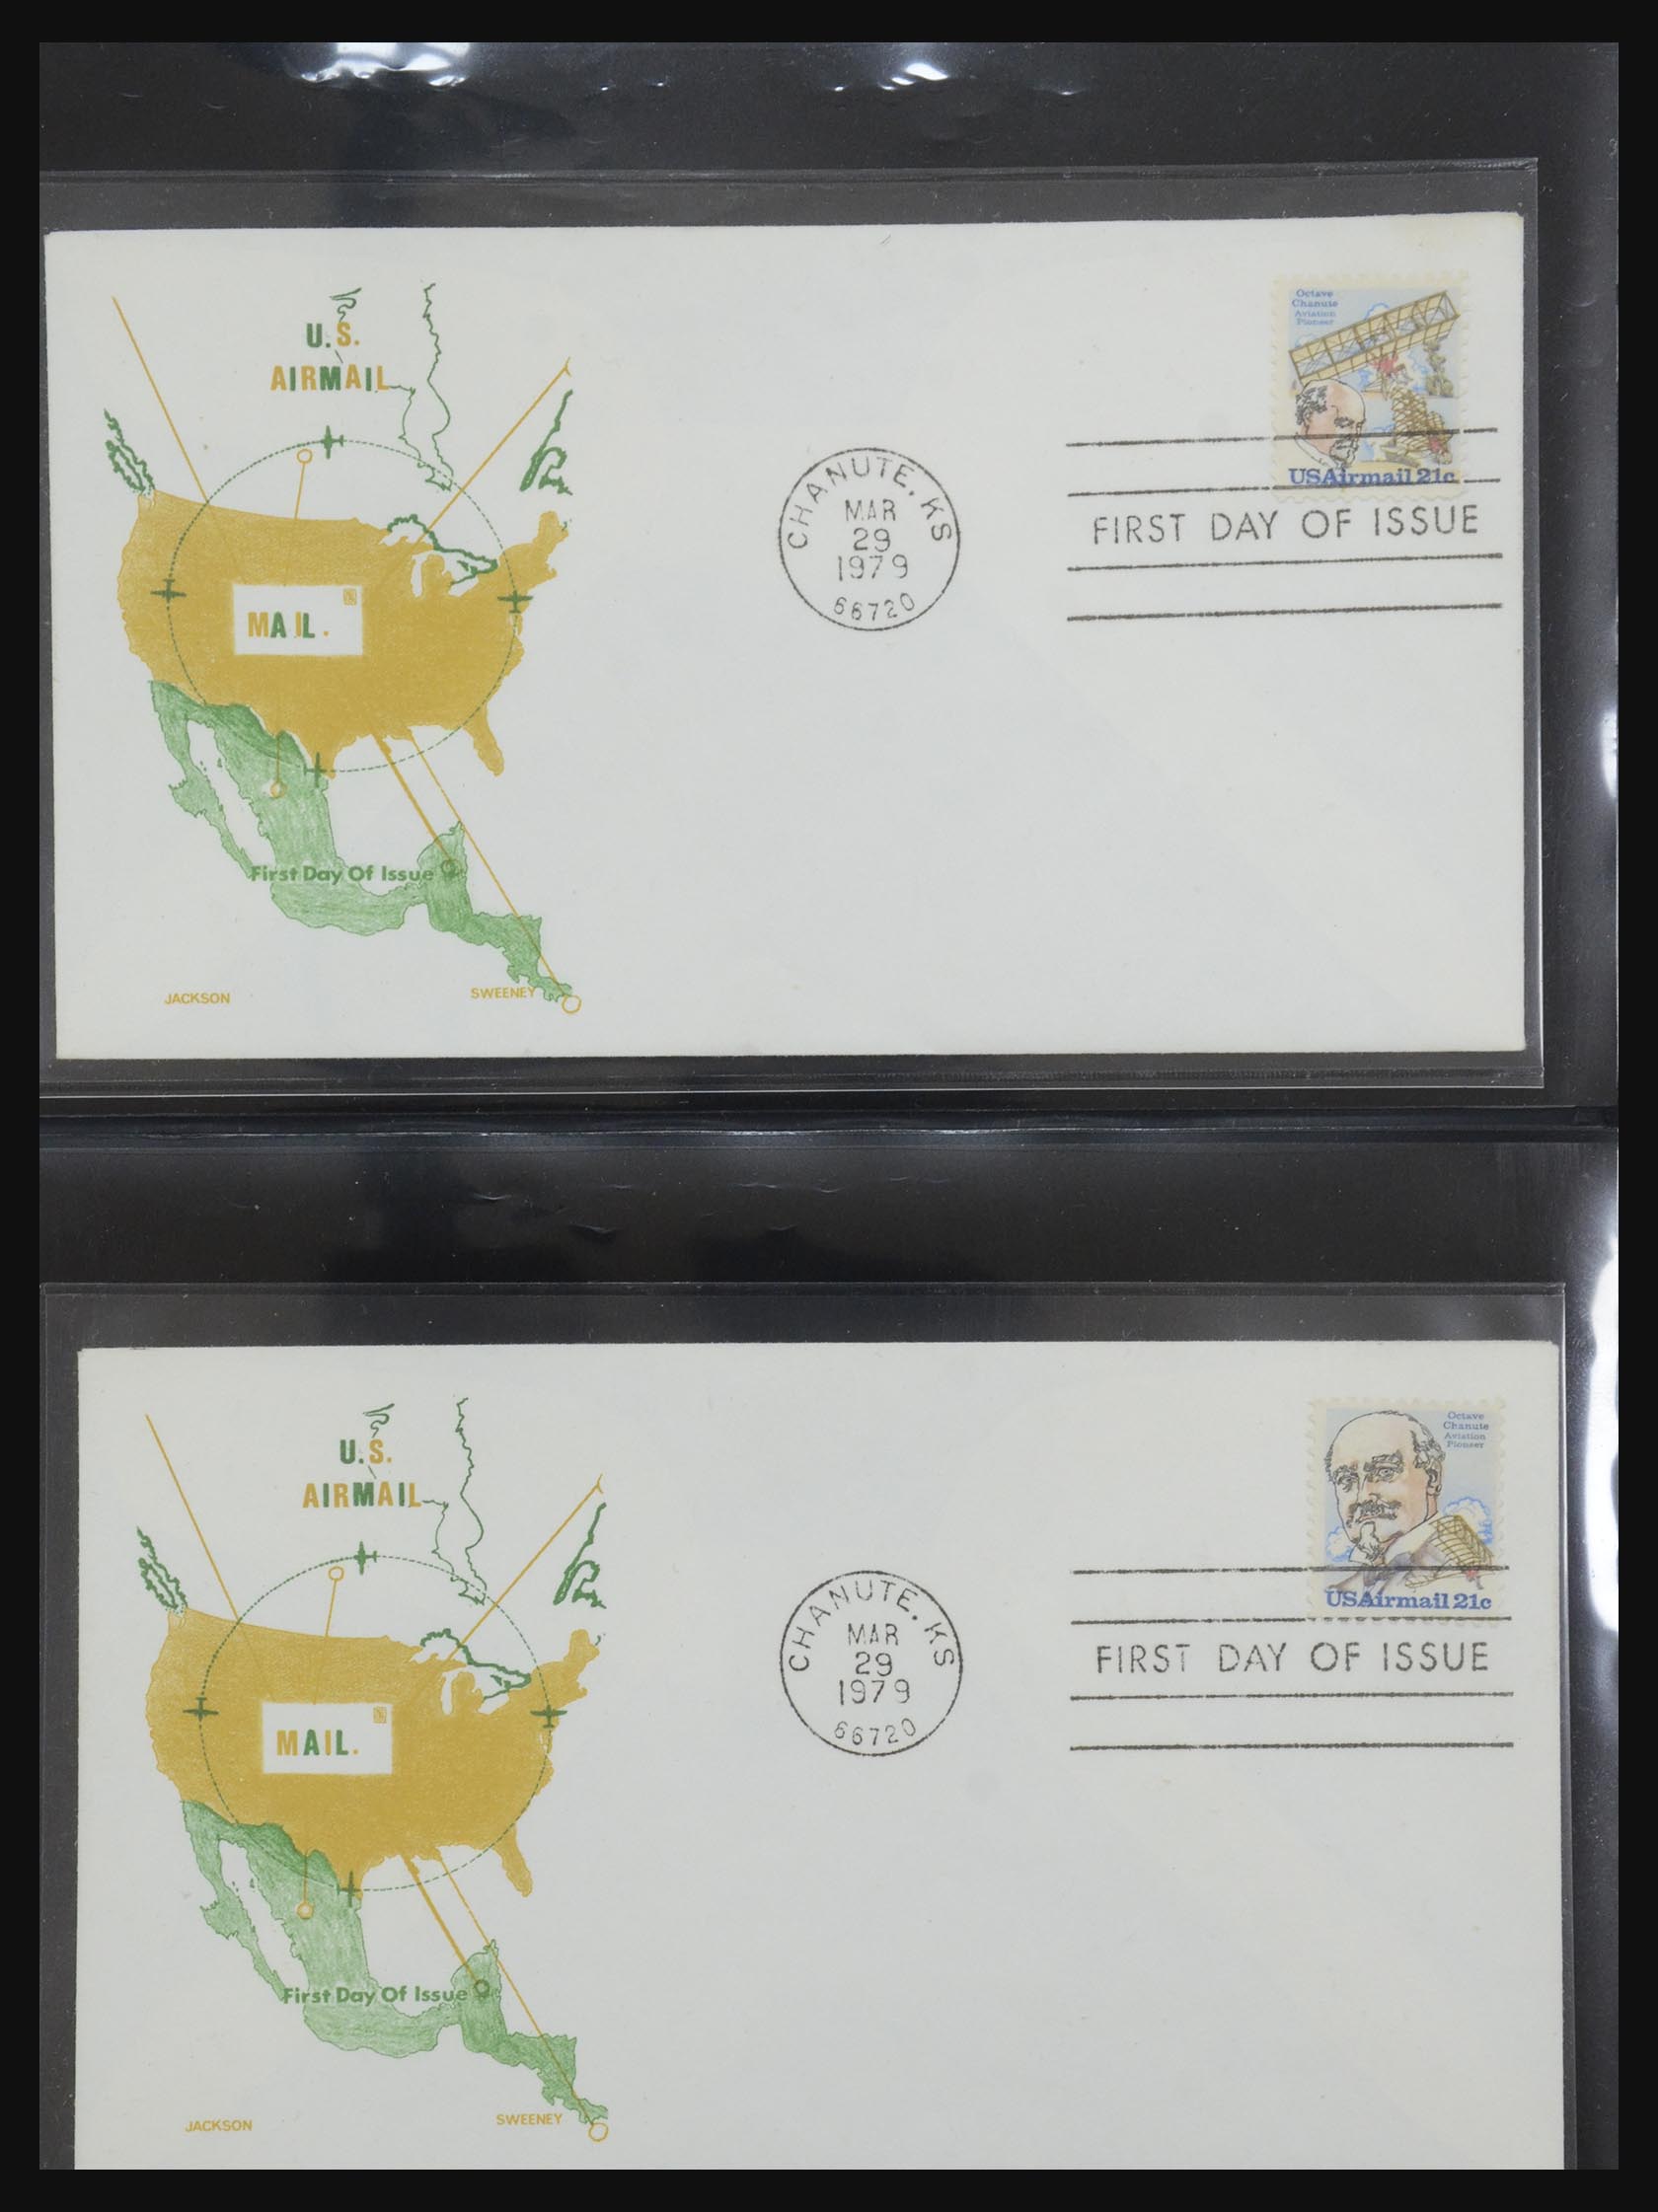 U.S.
AIRMAIL
Octave
Chanute
Aviation
Pioneer
USAirmail 21c
CHANUTE, KS
MAR
29
1979
66720
FIRST DAY OF ISSUE
MAIL.
First Day Of Issue
JACKSON
SWEENEY
U.S.
AIRMAIL
Octave
Chanute
Aviation
Pioneer
USAirmail 21c
CHANUTE, KS
MAR
29
1979
66720
FIRST DAY OF ISSUE
MAIL.
First Day Of Issue
JACKSON
SWEENEY